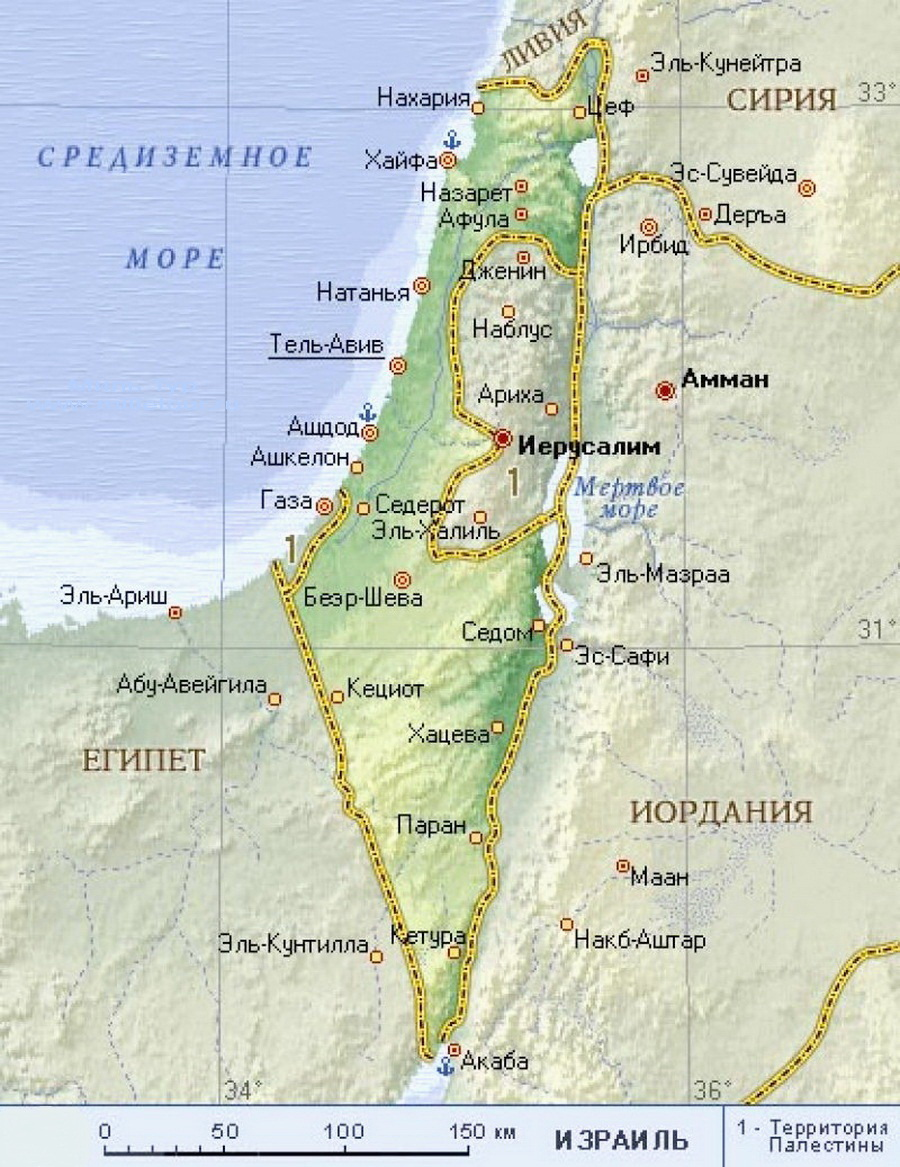 ЛИВИЯ
Эль-Кунейтра
СИРИЯ
33°
Нахария
Цеф
СРЕДИЗЕМНОЕ
Хайфа
Эс-Сувейда
Назарет
Афула
Деръа
Ирбид
МОРЕ
Дженин
Натанья
Наблус
Тель-Авив
Амман
Ариха
Ашдод
Иерусалим
Ашкелон
1
Мертвое
море
Газа
Седерот
Эль-Халиль
1
Эль-Мазраа
Эль-Ариш
Беэр-Шева
Седом
31°
Эс-Сафи
Абу-Авейгила
Кециот
Хацева
ЕГИПЕТ
ИОРДАНИЯ
Паран
Маан
Эль-Кунтилла
Кетура
Накб-Аштар
Акаба
34°
36°
0 50 100 150 км
ИЗРАИЛЬ
1 - Территория
Палестины